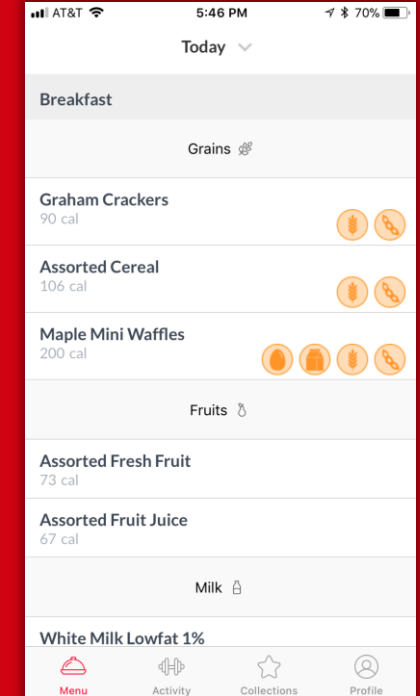 AT&T 5:46 PM 70%
Today
Breakfast
Grains
Graham Crackers
90 cal
Assorted Cereal
106 cal
Maple Mini Waffles
200 cal
Fruits
Assorted Fresh Fruit
73 cal
Assorted Fruit Juice
67 cal
Milk
White Milk Lowfat 1%
Menu Activity Collections Profile